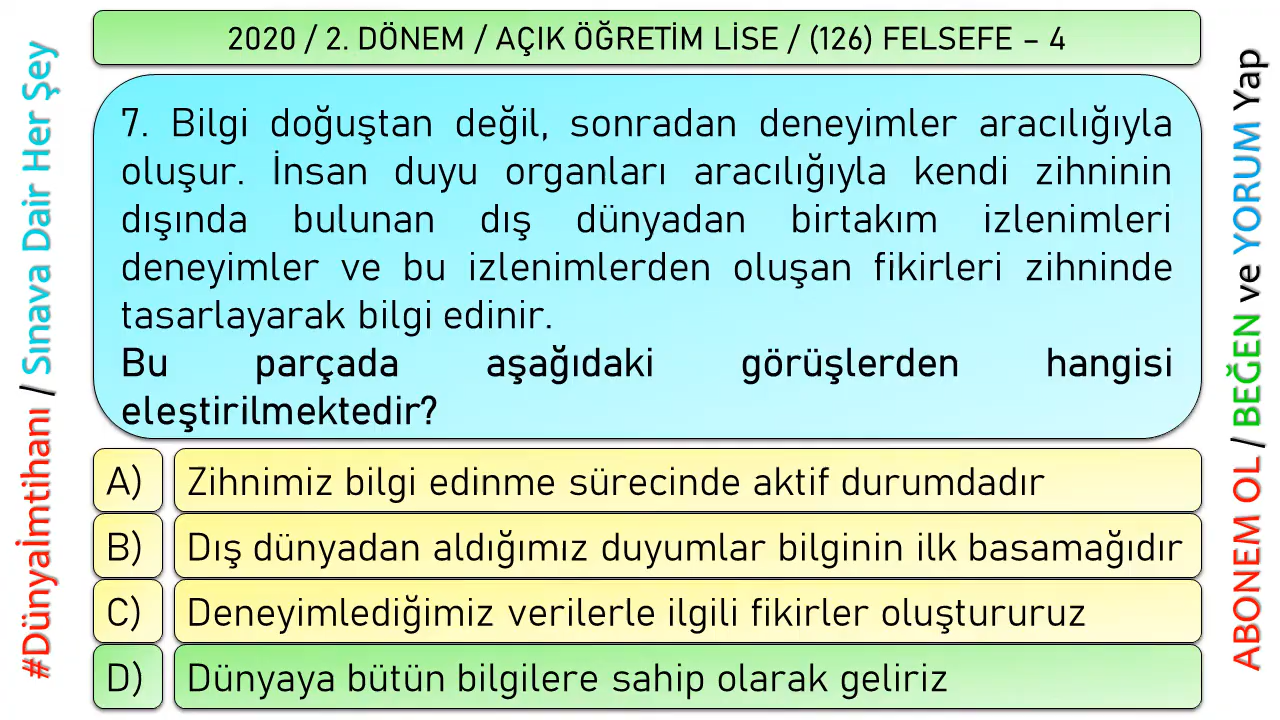 2020 / 2. DÖNEM / AÇIK ÖĞRETİM LİSE / (126) FELSEFE – 4
#Dünyaİmtihanı / Sınava Dair Her Şey
7. Bilgi doğuştan değil, sonradan deneyimler aracılığıyla
oluşur. İnsan duyu organları aracılığıyla kendi zihninin
dışında bulunan dış dünyadan birtakım izlenimleri
deneyimler ve bu izlenimlerden oluşan fikirleri zihninde
tasarlayarak bilgi edinir.
Bu parçada aşağıdaki görüşlerden hangisi
eleştirilmektedir?
A) Zihnimiz bilgi edinme sürecinde aktif durumdadır
B) Dış dünyadan aldığımız duyumlar bilginin ilk basamağıdır
C) Deneyimlediğimiz verilerle ilgili fikirler oluştururuz
D) Dünyaya bütün bilgilere sahip olarak geliriz
ABONEM OL / BEĞEN ve YORUM Yap